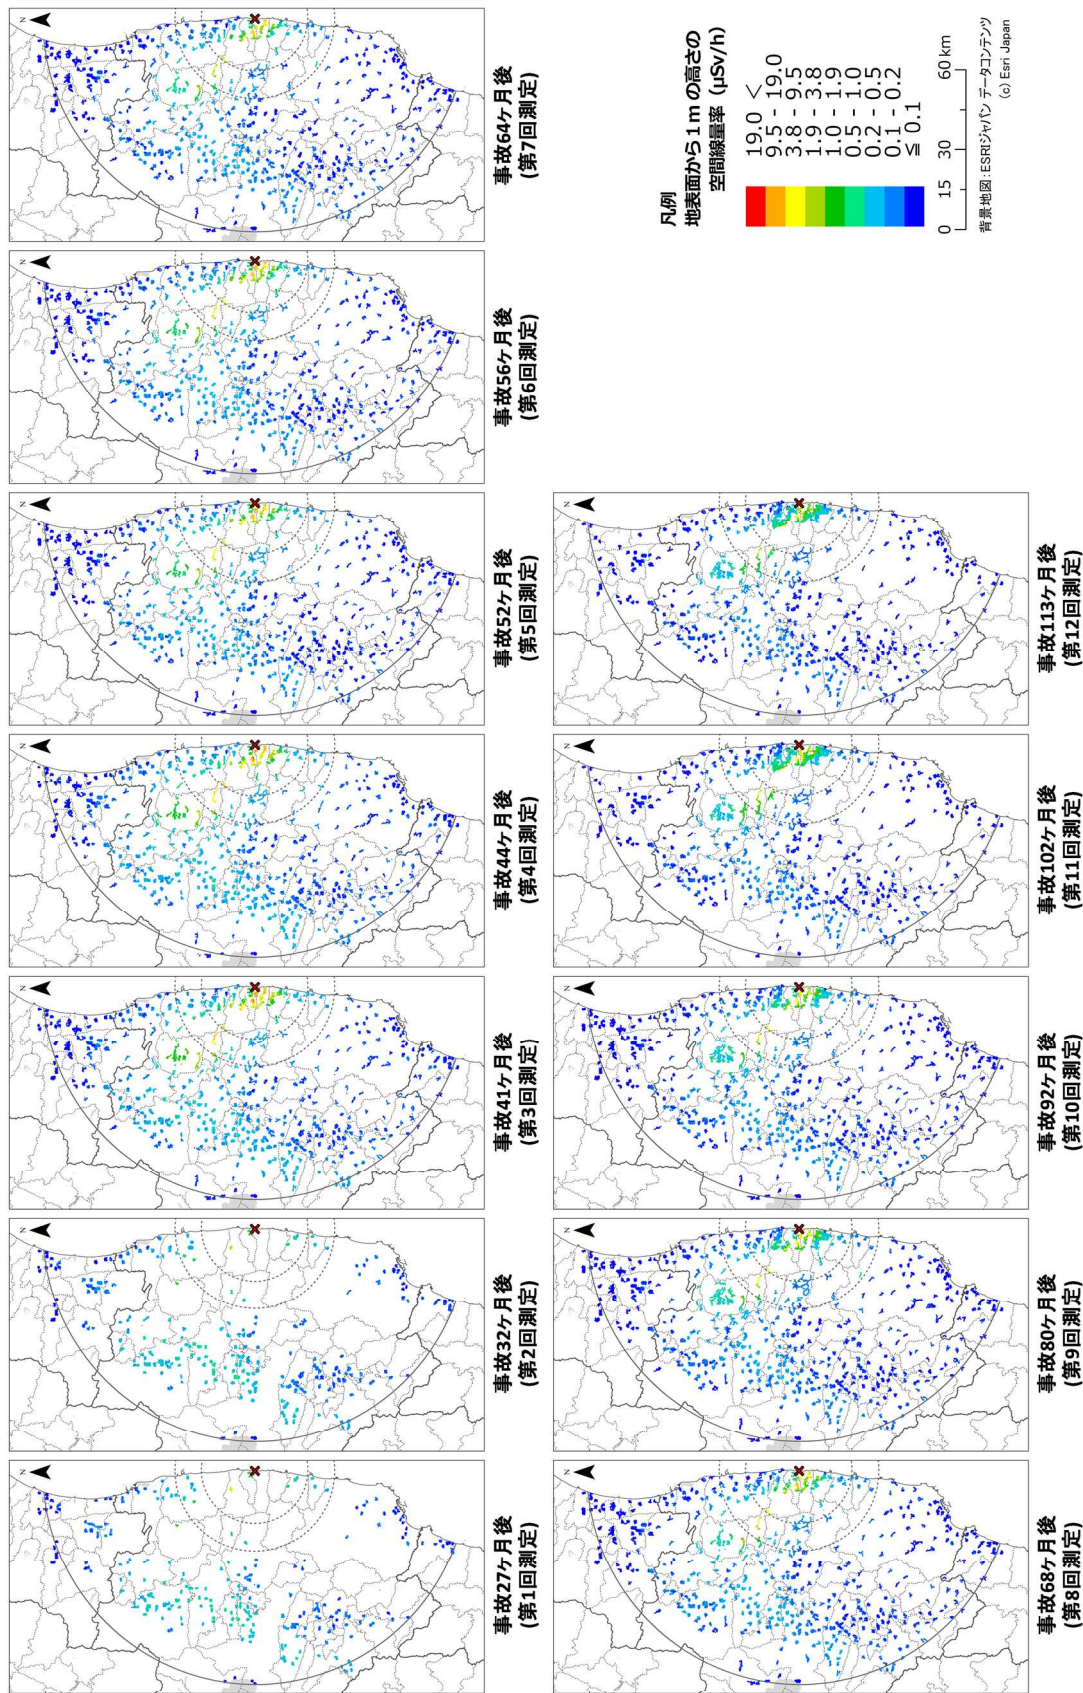 N
事故27ヶ月後
(第1回測定)
N
事故32ヶ月後
(第2回測定)
N
事故41ヶ月後
(第3回測定)
N
事故44ヶ月後
(第4回測定)
N
事故52ヶ月後
(第5回測定)
N
事故56ヶ月後
(第6回測定)
N
事故64ヶ月後
(第7回測定)
N
事故68ヶ月後
(第8回測定)
N
事故80ヶ月後
(第9回測定)
N
事故92ヶ月後
(第10回測定)
N
事故102ヶ月後
(第11回測定)
N
事故113ヶ月後
(第12回測定)
凡例
地表面から1mの高さの
空間線量率（μSv/h）
19.0 <
9.5 - 19.0
3.8 - 9.5
1.9 - 3.8
1.0 - 1.9
0.5 - 1.0
0.2 - 0.5
0.1 - 0.2
≦ 0.1
0 15 30 60 km
背景地図：ESRIジャパン データコンテンツ
(c) Esri Japan